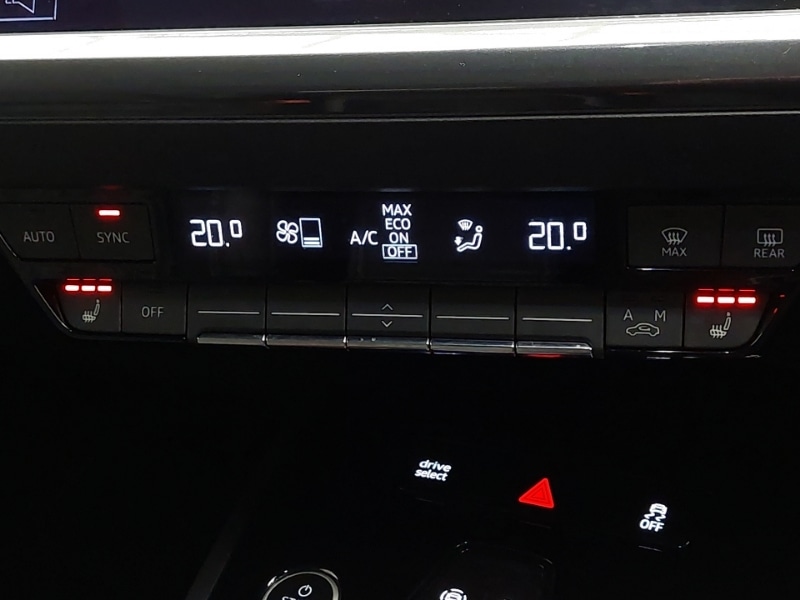 AUTO
SYNC
20.0
A/C
MAX
ECO
ON
OFF
20.0
MAX
REAR
OFF
A M
drive
select
OFF